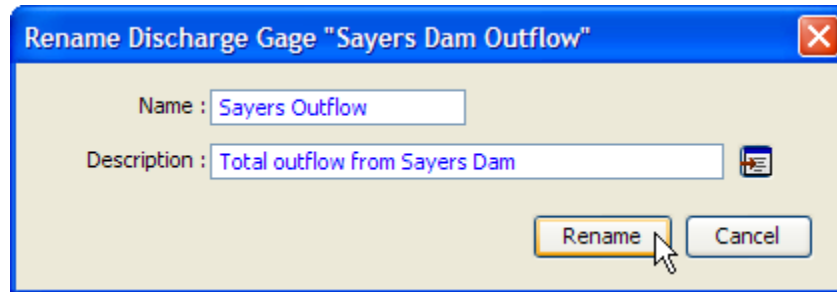 Rename Discharge Gage "Sayers Dam Outflow"
Name : Sayers Outflow
Description : Total outflow from Sayers Dam
Rename Cancel